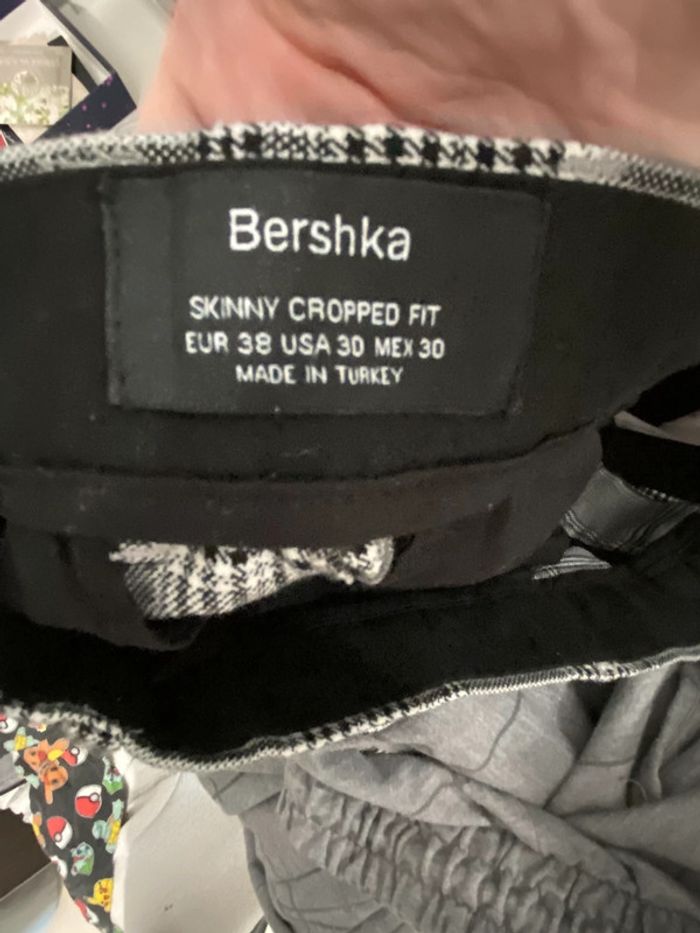 Bershka
SKINNY CROPPED FIT
EUR 38 USA 30 MEX 30
MADE IN TURKEY